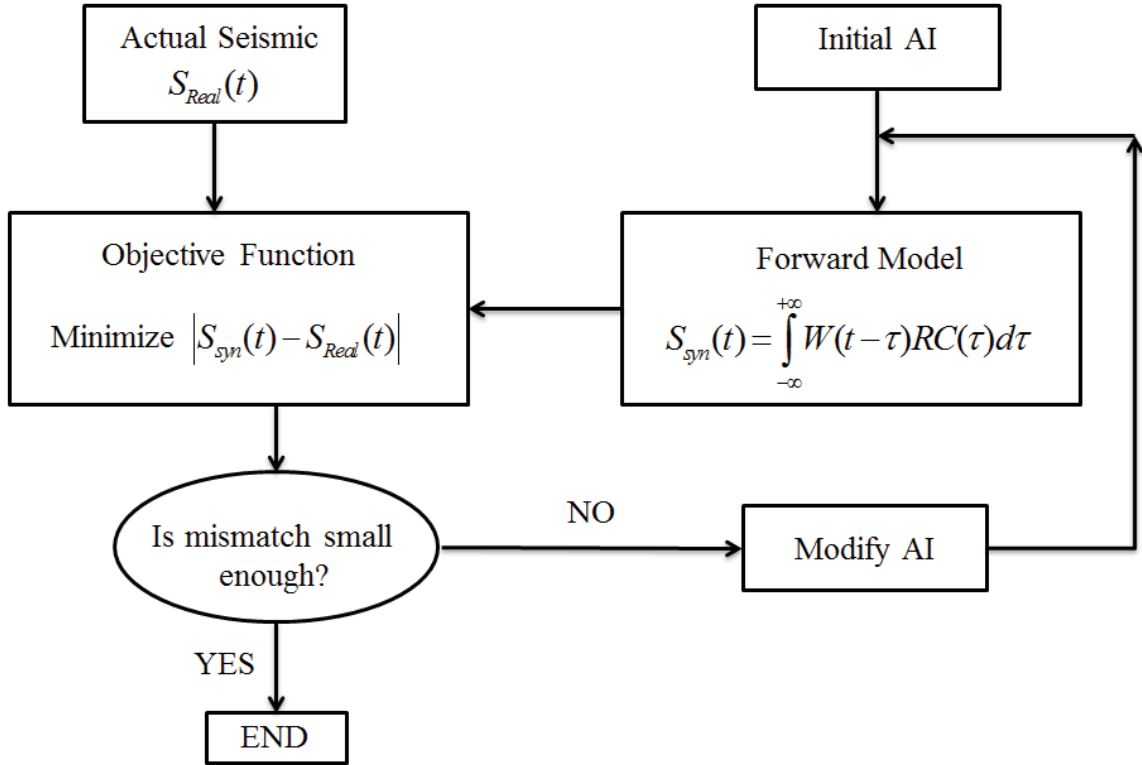 Actual Seismic
S_Real(t)
Initial AI
Objective Function
Minimize |S_syn(t) − S_Real(t)|
Forward Model
S_syn(t) = ∫_{−∞}^{+∞} W(t − τ)RC(τ)dτ
Is mismatch small
enough?
NO
Modify AI
YES
END